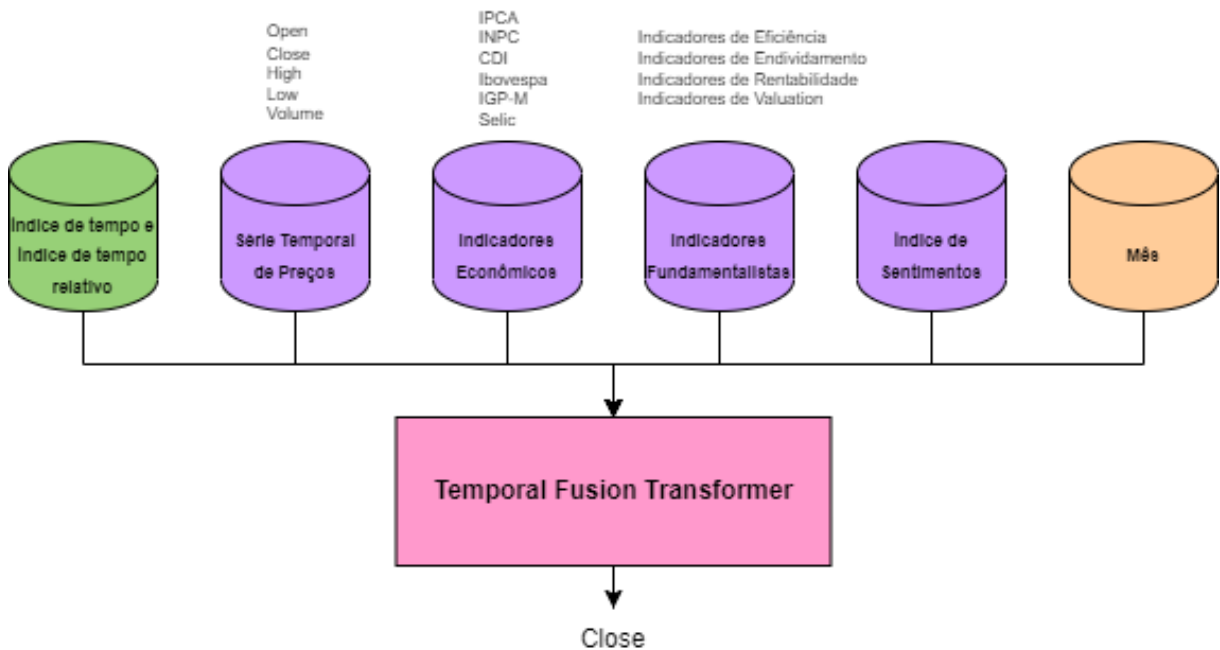 Open
Close
High
Low
Volume
IPCA
INPC
CDI
Ibovespa
IGP-M
Selic
Indicadores de Eficiência
Indicadores de Endividamento
Indicadores de Rentabilidade
Indicadores de Valuation
Índice de tempo e
Índice de tempo
relativo
Série Temporal
de Preços
Indicadores
Econômicos
Indicadores
Fundamentalistas
Índice de
Sentimentos
Mês
Temporal Fusion Transformer
Close